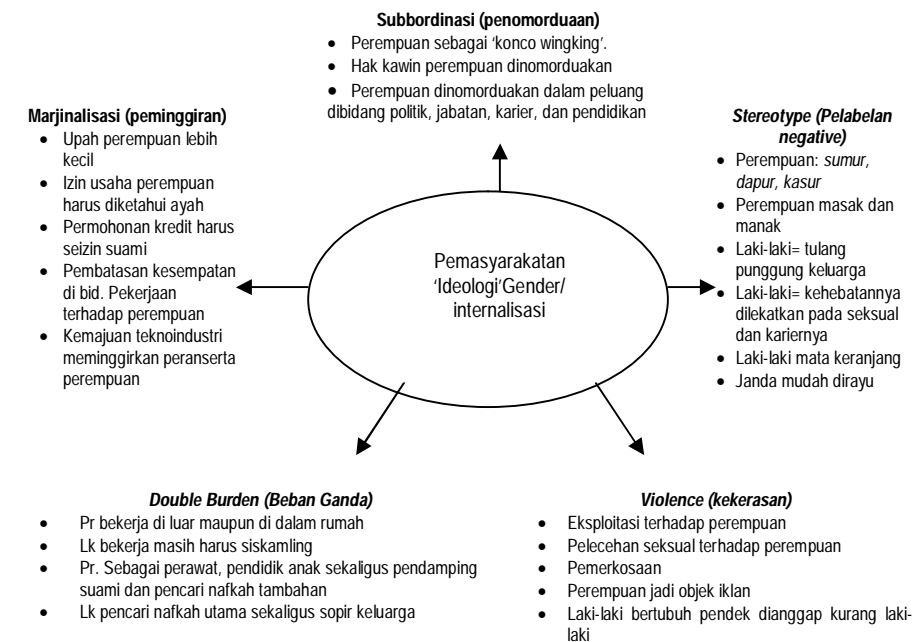 Subbordinasi (penomorduaan)
• Perempuan sebagai 'konco wingking'.
• Hak kawin perempuan dinomorduakan
• Perempuan dinomorduakan dalam peluang
dibidang politik, jabatan, karier, dan pendidikan
Marjinalisasi (peminggiran)
• Upah perempuan lebih
kecil
• Izin usaha perempuan
harus diketahui ayah
• Permohonan kredit harus
seizin suami
• Pembatasan kesempatan
di bid. Pekerjaan
terhadap perempuan
• Kemajuan teknoindustri
meminggirkan peranserta
perempuan
Pemasyarakatan
'Ideologi'Gender/
internalisasi
Stereotype (Pelabelan
negative)
• Perempuan: sumur,
dapur, kasur
• Perempuan masak dan
manak
• Laki-laki= tulang
punggung keluarga
• Laki-laki= kehebatannya
dilekatkan pada seksual
dan kariernya
• Laki-laki mata keranjang
• Janda mudah dirayu
Double Burden (Beban Ganda)
• Pr bekerja di luar maupun di dalam rumah
• Lk bekerja masih harus siskamling
• Pr. Sebagai perawat, pendidik anak sekaligus pendamping
suami dan pencari nafkah tambahan
• Lk pencari nafkah utama sekaligus sopir keluarga
Violence (kekerasan)
• Eksploitasi terhadap perempuan
• Pelecehan seksual terhadap perempuan
• Pemerkosaan
• Perempuan jadi objek iklan
• Laki-laki bertubuh pendek dianggap kurang laki-
laki